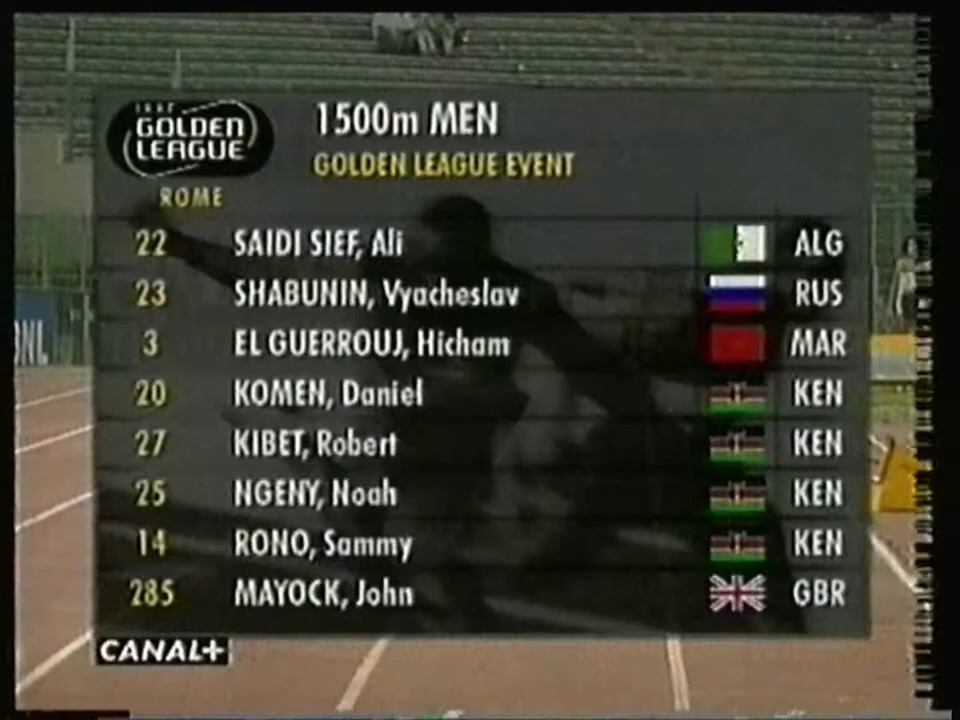 IAAF
GOLDEN
LEAGUE
ROME
1500m MEN
GOLDEN LEAGUE EVENT
22 SAIDI SIEF, Ali ALG
23 SHABUNIN, Vyacheslav RUS
3 EL GUERROUJ, Hicham MAR
20 KOMEN, Daniel KEN
27 KIBET, Robert KEN
25 NGENY, Noah KEN
14 RONO, Sammy KEN
285 MAYOCK, John GBR
CANAL+